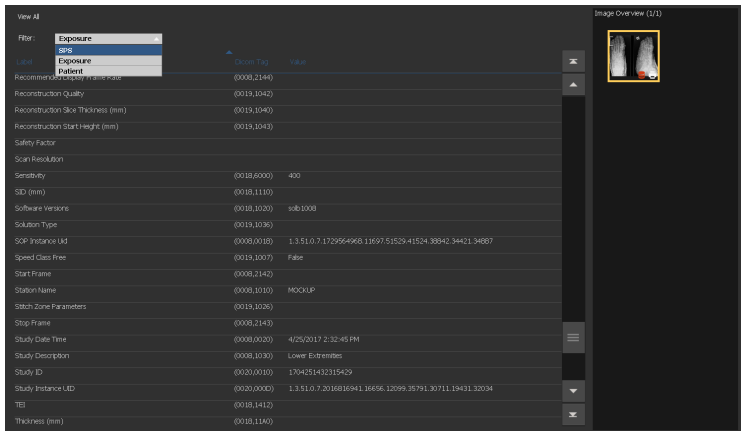 View All
Image Overview (1/1)
Filter: Exposure
SPS
Exposure
Patient
Label Dicom Tag Value
Recommended Display Frame Rate (0008,2144)
Reconstruction Quality (0019,1042)
Reconstruction Slice Thickness (mm) (0019,1040)
Reconstruction Start Height (mm) (0019,1043)
Safety Factor
Scan Resolution
Sensitivity (0018,6000) 400
SID (mm) (0018,1110)
Software Versions (0018,1020) solb1008
Solution Type (0019,1036)
SOP Instance Uid (0008,0018) 1.3.51.0.7.1729564968.11697.51529.41524.38842.34421.34887
Speed Class Free (0019,1007) False
Start Frame (0008,2142)
Station Name (0008,1010) MOCKUP
Stitch Zone Parameters (0019,1026)
Stop Frame (0008,2143)
Study Date Time (0008,0020) 4/25/2017 2:32:45 PM
Study Description (0008,1030) Lower Extremities
Study ID (0020,0010) 1704251432315429
Study Instance UID (0020,000D) 1.3.51.0.7.2016816941.16656.12099.35791.30711.19431.32034
TEI (0018,1412)
Thickness (mm) (0018,11A0)